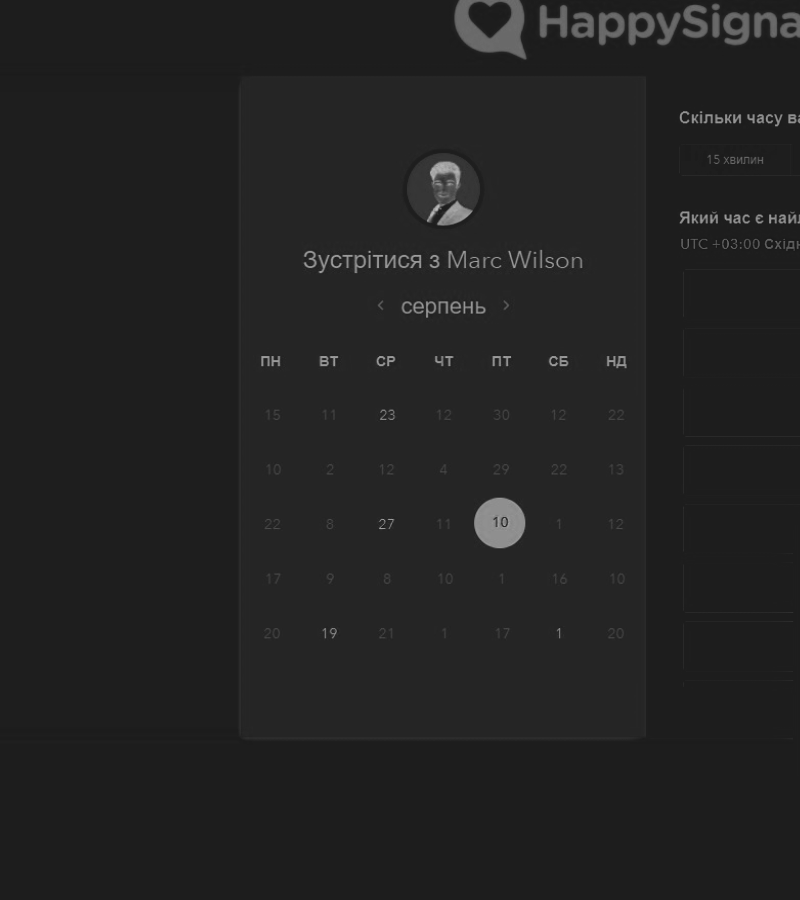 HappySigna
Зустрітися з Marc Wilson
серпень
ПН ВТ СР ЧТ ПТ СБ НД
15 11 23 12 30 12 22
10 2 12 4 29 22 13
22 8 27 11 10 1 12
17 9 8 10 1 16 10
20 19 21 1 17 1 20
Скільки часу ва
15 хвилин
Який час є най
UTC +03:00 Схід